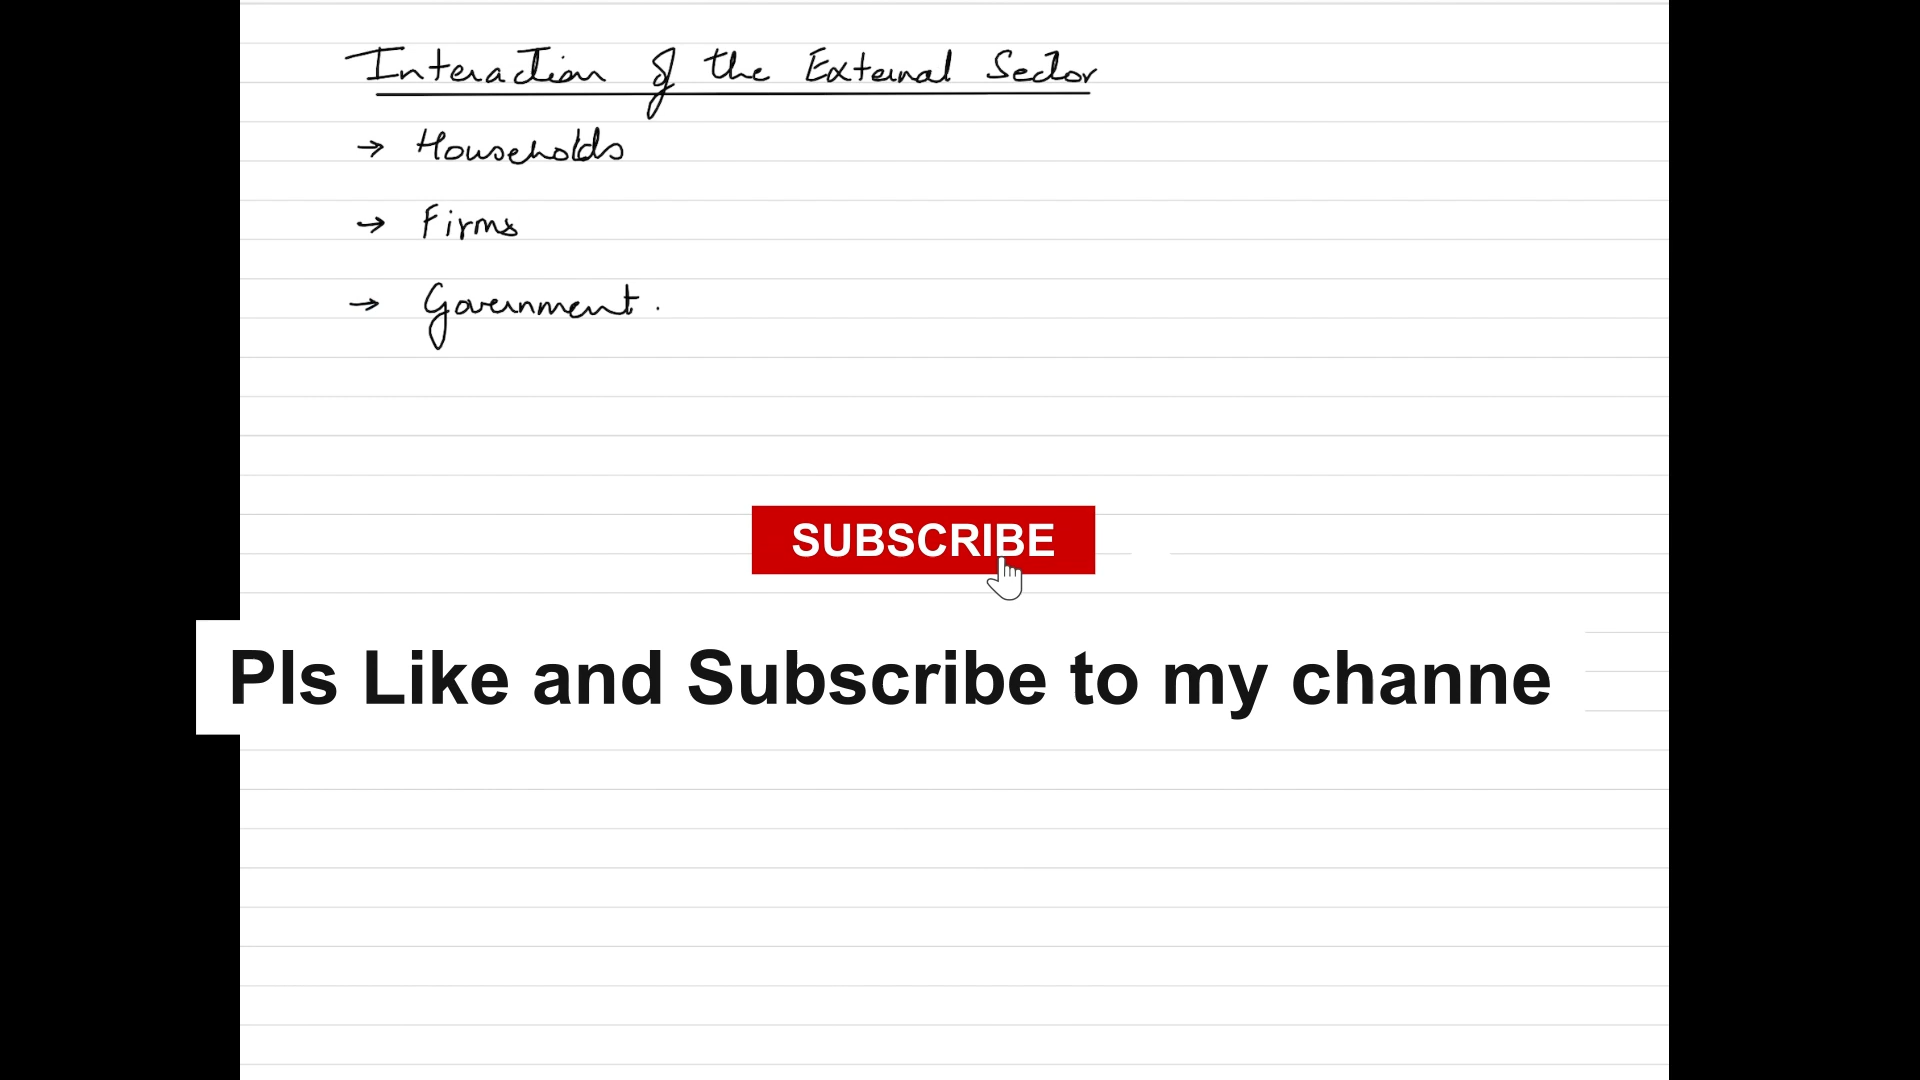 Interaction of the External Sector
→ Households
→ Firms
→ Government.
SUBSCRIBE
Pls Like and Subscribe to my channe